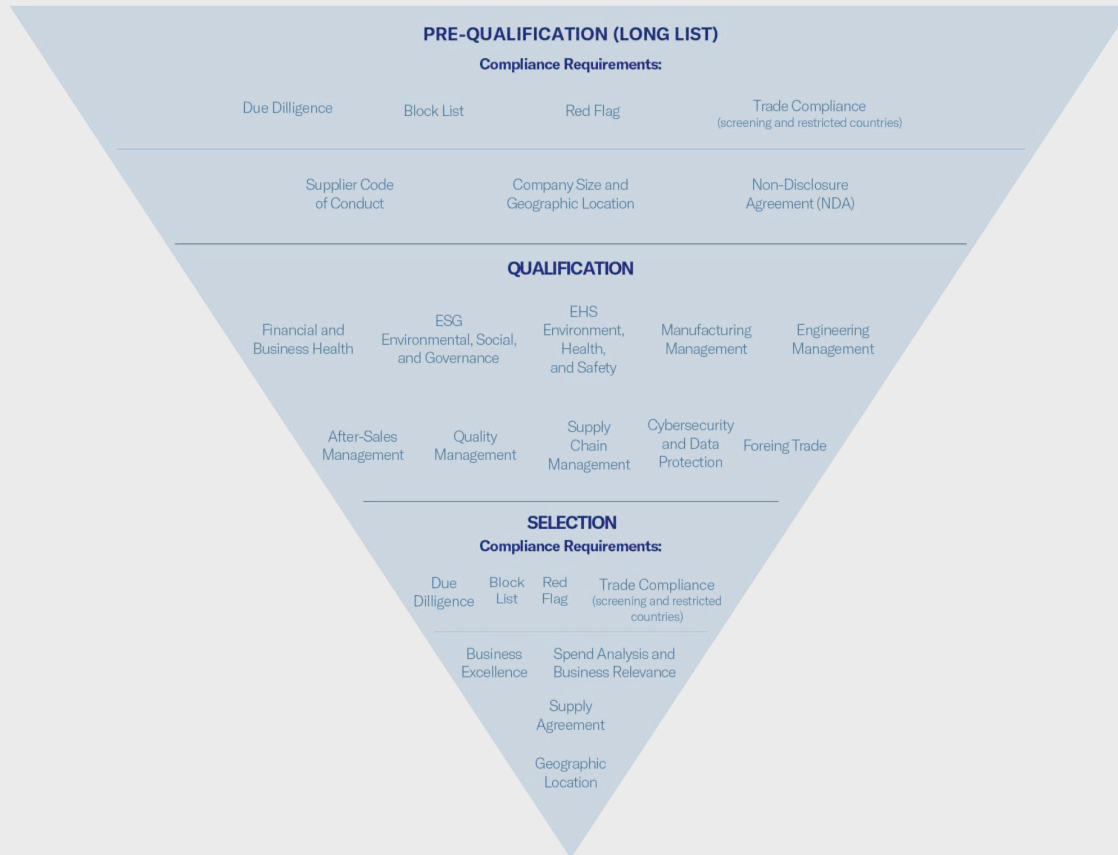 PRE-QUALIFICATION (LONG LIST)
Compliance Requirements:
Due Dilligence
Block List
Red Flag
Trade Compliance
(screening and restricted countries)
Supplier Code
of Conduct
Company Size and
Geographic Location
Non-Disclosure
Agreement (NDA)
QUALIFICATION
Financial and
Business Health
ESG
Environmental, Social,
and Governance
EHS
Environment,
Health,
and Safety
Manufacturing
Management
Engineering
Management
After-Sales
Management
Quality
Management
Supply
Chain
Management
Cybersecurity
and Data
Protection
Foreing Trade
SELECTION
Compliance Requirements:
Due
Dilligence
Block
List
Red
Flag
Trade Compliance
(screening and restricted
countries)
Business
Excellence
Spend Analysis and
Business Relevance
Supply
Agreement
Geographic
Location